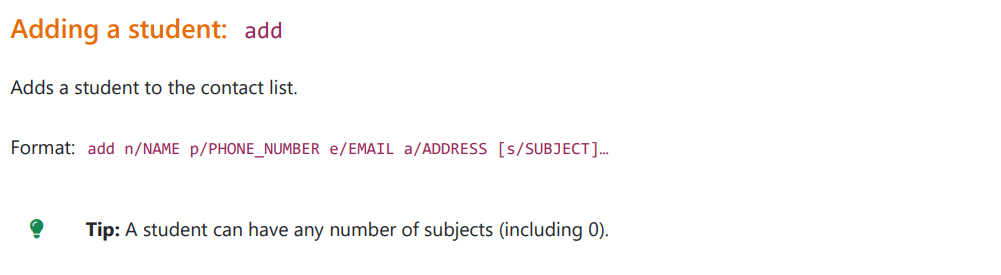 Adding a student: add
Adds a student to the contact list.
Format: add n/NAME p/PHONE_NUMBER e/EMAIL a/ADDRESS [s/SUBJECT]…
Tip: A student can have any number of subjects (including 0).